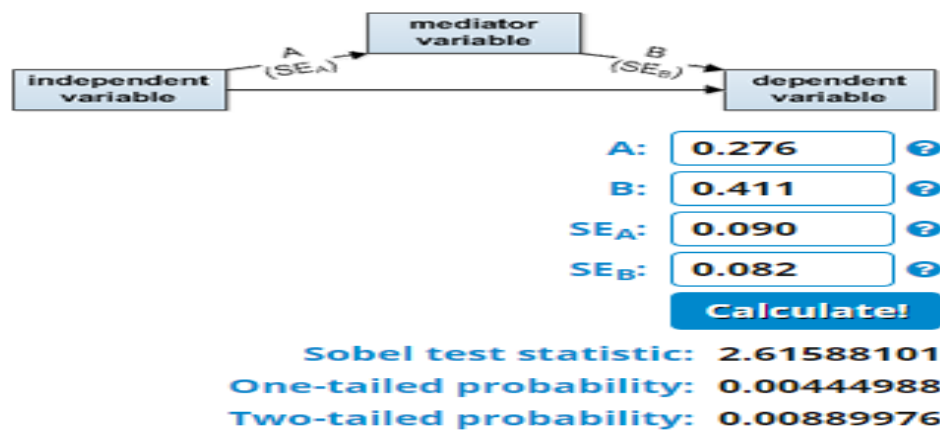 mediator
variable
A
(SEA)
B
(SEB)
independent
variable
dependent
variable
A: 0.276 ?
B: 0.411 ?
SEA: 0.090 ?
SEB: 0.082 ?
Calculate!
Sobel test statistic: 2.61588101
One-tailed probability: 0.00444988
Two-tailed probability: 0.00889976